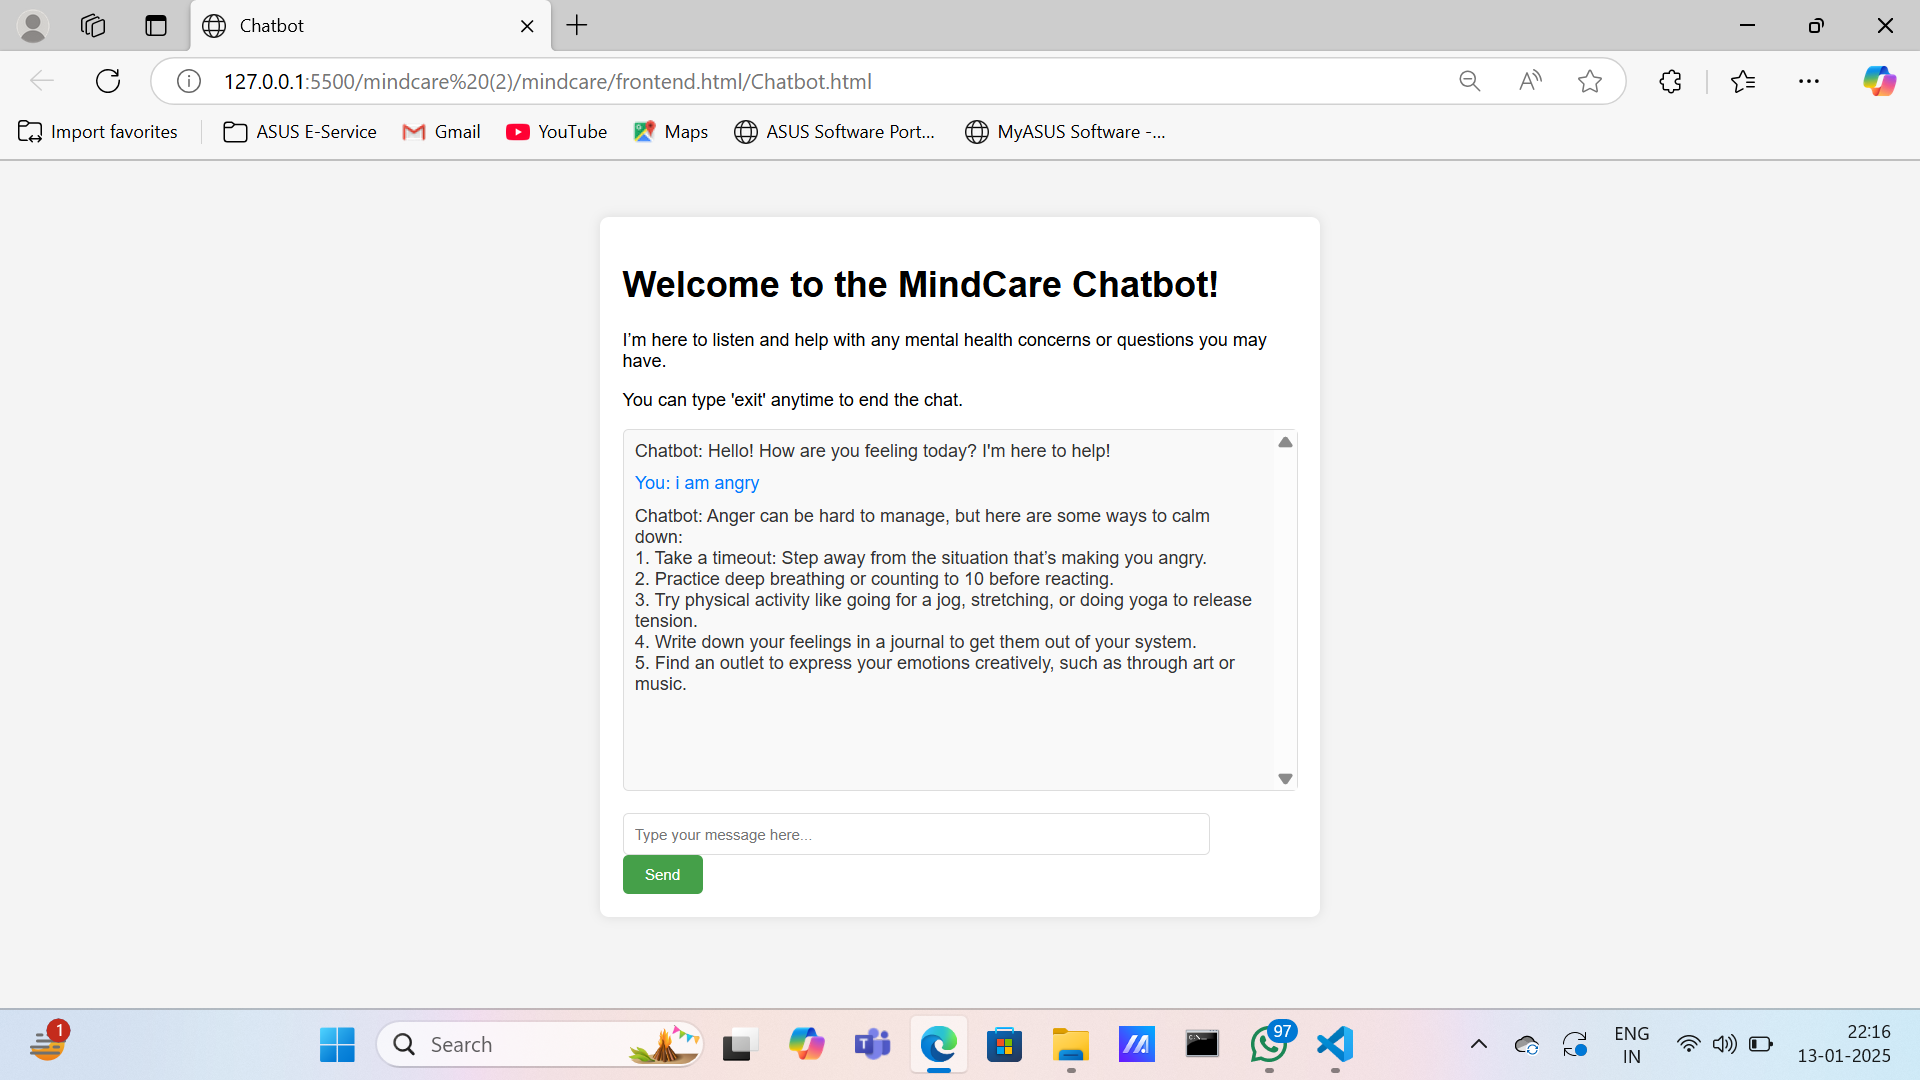 Chatbot
127.0.0.1:5500/mindcare%20(2)/mindcare/frontend.html/Chatbot.html
Import favorites
ASUS E-Service
Gmail
YouTube
Maps
ASUS Software Port...
MyASUS Software -...
Welcome to the MindCare Chatbot!
I’m here to listen and help with any mental health concerns or questions you may
have.
You can type 'exit' anytime to end the chat.
Chatbot: Hello! How are you feeling today? I'm here to help!
You: i am angry
Chatbot: Anger can be hard to manage, but here are some ways to calm
down:
1. Take a timeout: Step away from the situation that’s making you angry.
2. Practice deep breathing or counting to 10 before reacting.
3. Try physical activity like going for a jog, stretching, or doing yoga to release
tension.
4. Write down your feelings in a journal to get them out of your system.
5. Find an outlet to express your emotions creatively, such as through art or
music.
Type your message here...
Send
1
Search
97
ENG
IN
22:16
13-01-2025